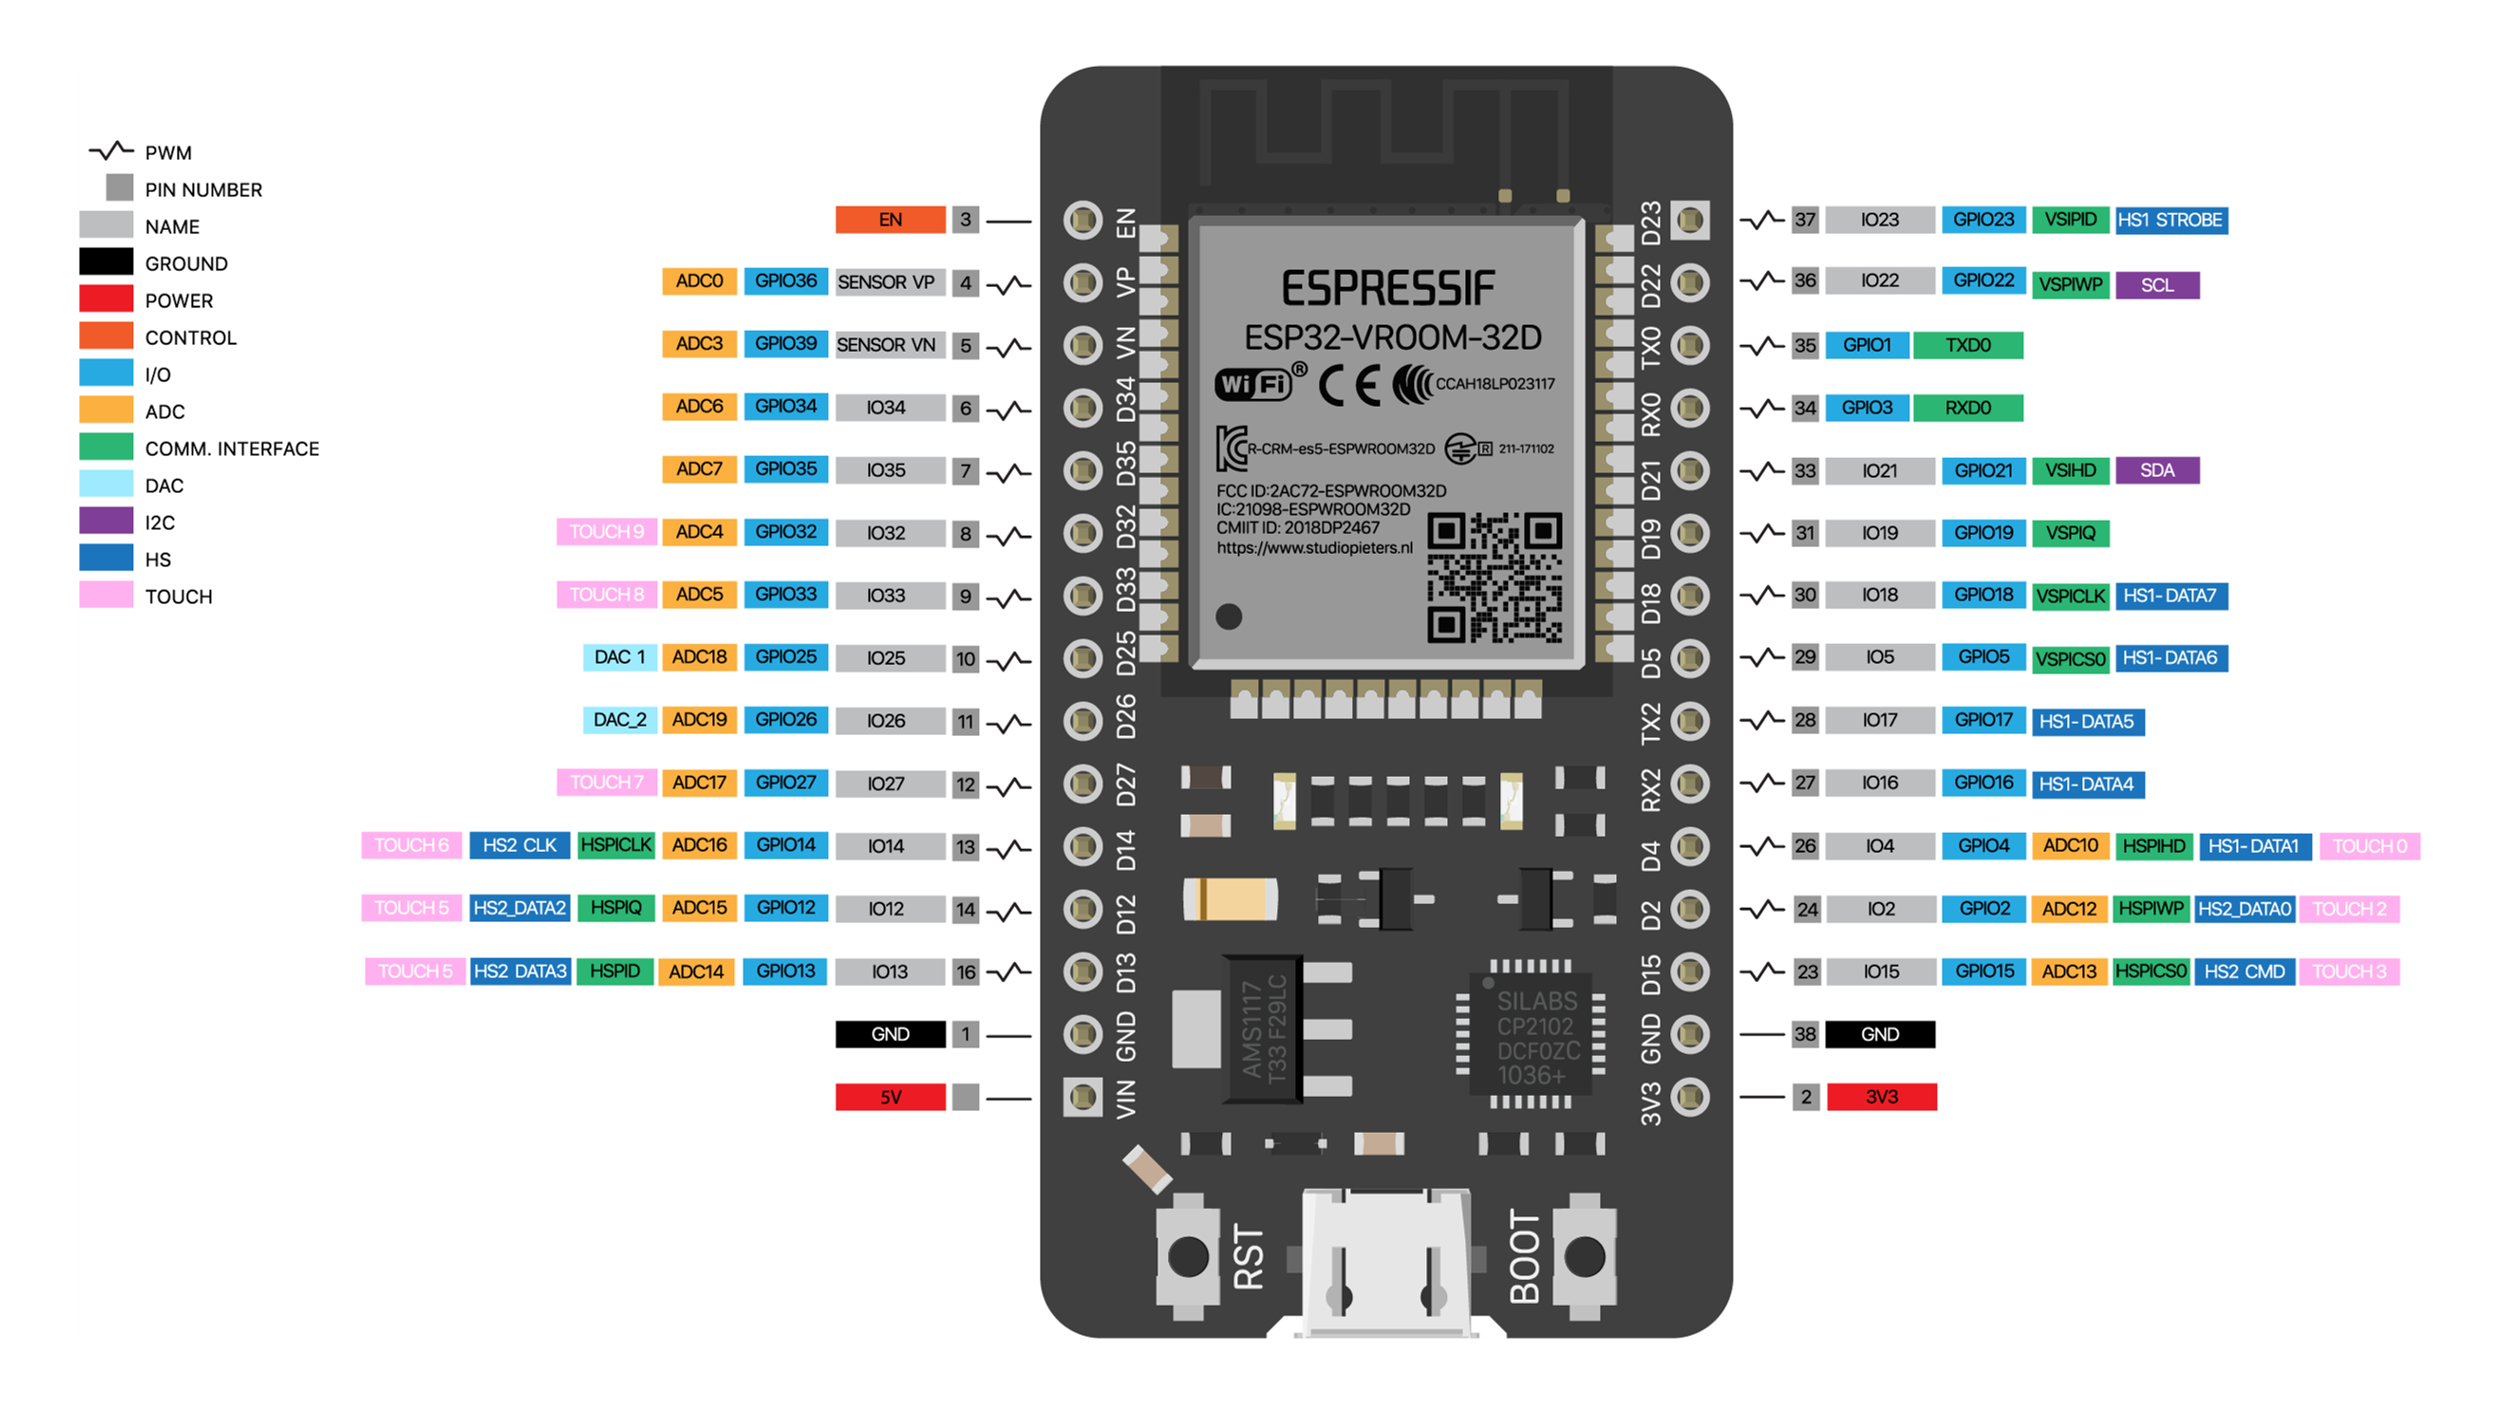 PWM
PIN NUMBER
NAME
GROUND
POWER
CONTROL
I/O
ADC
COMM. INTERFACE
DAC
I2C
HS
TOUCH
EN 3
ADC0 GPIO36 SENSOR VP 4
ADC3 GPIO39 SENSOR VN 5
ADC6 GPIO34 IO34 6
ADC7 GPIO35 IO35 7
TOUCH 9 ADC4 GPIO32 IO32 8
TOUCH 8 ADC5 GPIO33 IO33 9
DAC 1 ADC18 GPIO25 IO25 10
DAC_2 ADC19 GPIO26 IO26 11
TOUCH 7 ADC17 GPIO27 IO27 12
TOUCH 6 HS2 CLK HSPICLK ADC16 GPIO14 IO14 13
TOUCH 5 HS2_DATA2 HSPIQ ADC15 GPIO12 IO12 14
TOUCH 5 HS2 DATA3 HSPID ADC14 GPIO13 IO13 16
GND 1
5V
EN
VP
VN
D34
D35
D32
D33
D25
D26
D27
D14
D12
D13
GND
VIN
ESPRESSIF
ESP32-VROOM-32D
WiFi ® CE CCAH18LP023117
R-CRM-es5-ESPWROOM32D R 211-171102
FCC ID:2AC72-ESPWROOM32D
IC:21098-ESPWROOM32D
CMIIT ID: 2018DP2467
https://www.studiopieters.nl
AMS1117
T33 F29LC
SILABS
CP2102
DCF0ZC
1036+
RST
BOOT
D23
D22
TX0
RX0
D21
D19
D18
D5
TX2
RX2
D4
D2
D15
GND
3V3
37 IO23 GPIO23 VSIPID HS1 STROBE
36 IO22 GPIO22 VSPIWP SCL
35 GPIO1 TXD0
34 GPIO3 RXD0
33 IO21 GPIO21 VSIHD SDA
31 IO19 GPIO19 VSPIQ
30 IO18 GPIO18 VSPICLK HS1-DATA7
29 IO5 GPIO5 VSPICS0 HS1-DATA6
28 IO17 GPIO17 HS1-DATA5
27 IO16 GPIO16 HS1-DATA4
26 IO4 GPIO4 ADC10 HSPIHD HS1-DATA1 TOUCH 0
24 IO2 GPIO2 ADC12 HSPIWP HS2_DATA0 TOUCH 2
23 IO15 GPIO15 ADC13 HSPICS0 HS2 CMD TOUCH 3
38 GND
2 3V3